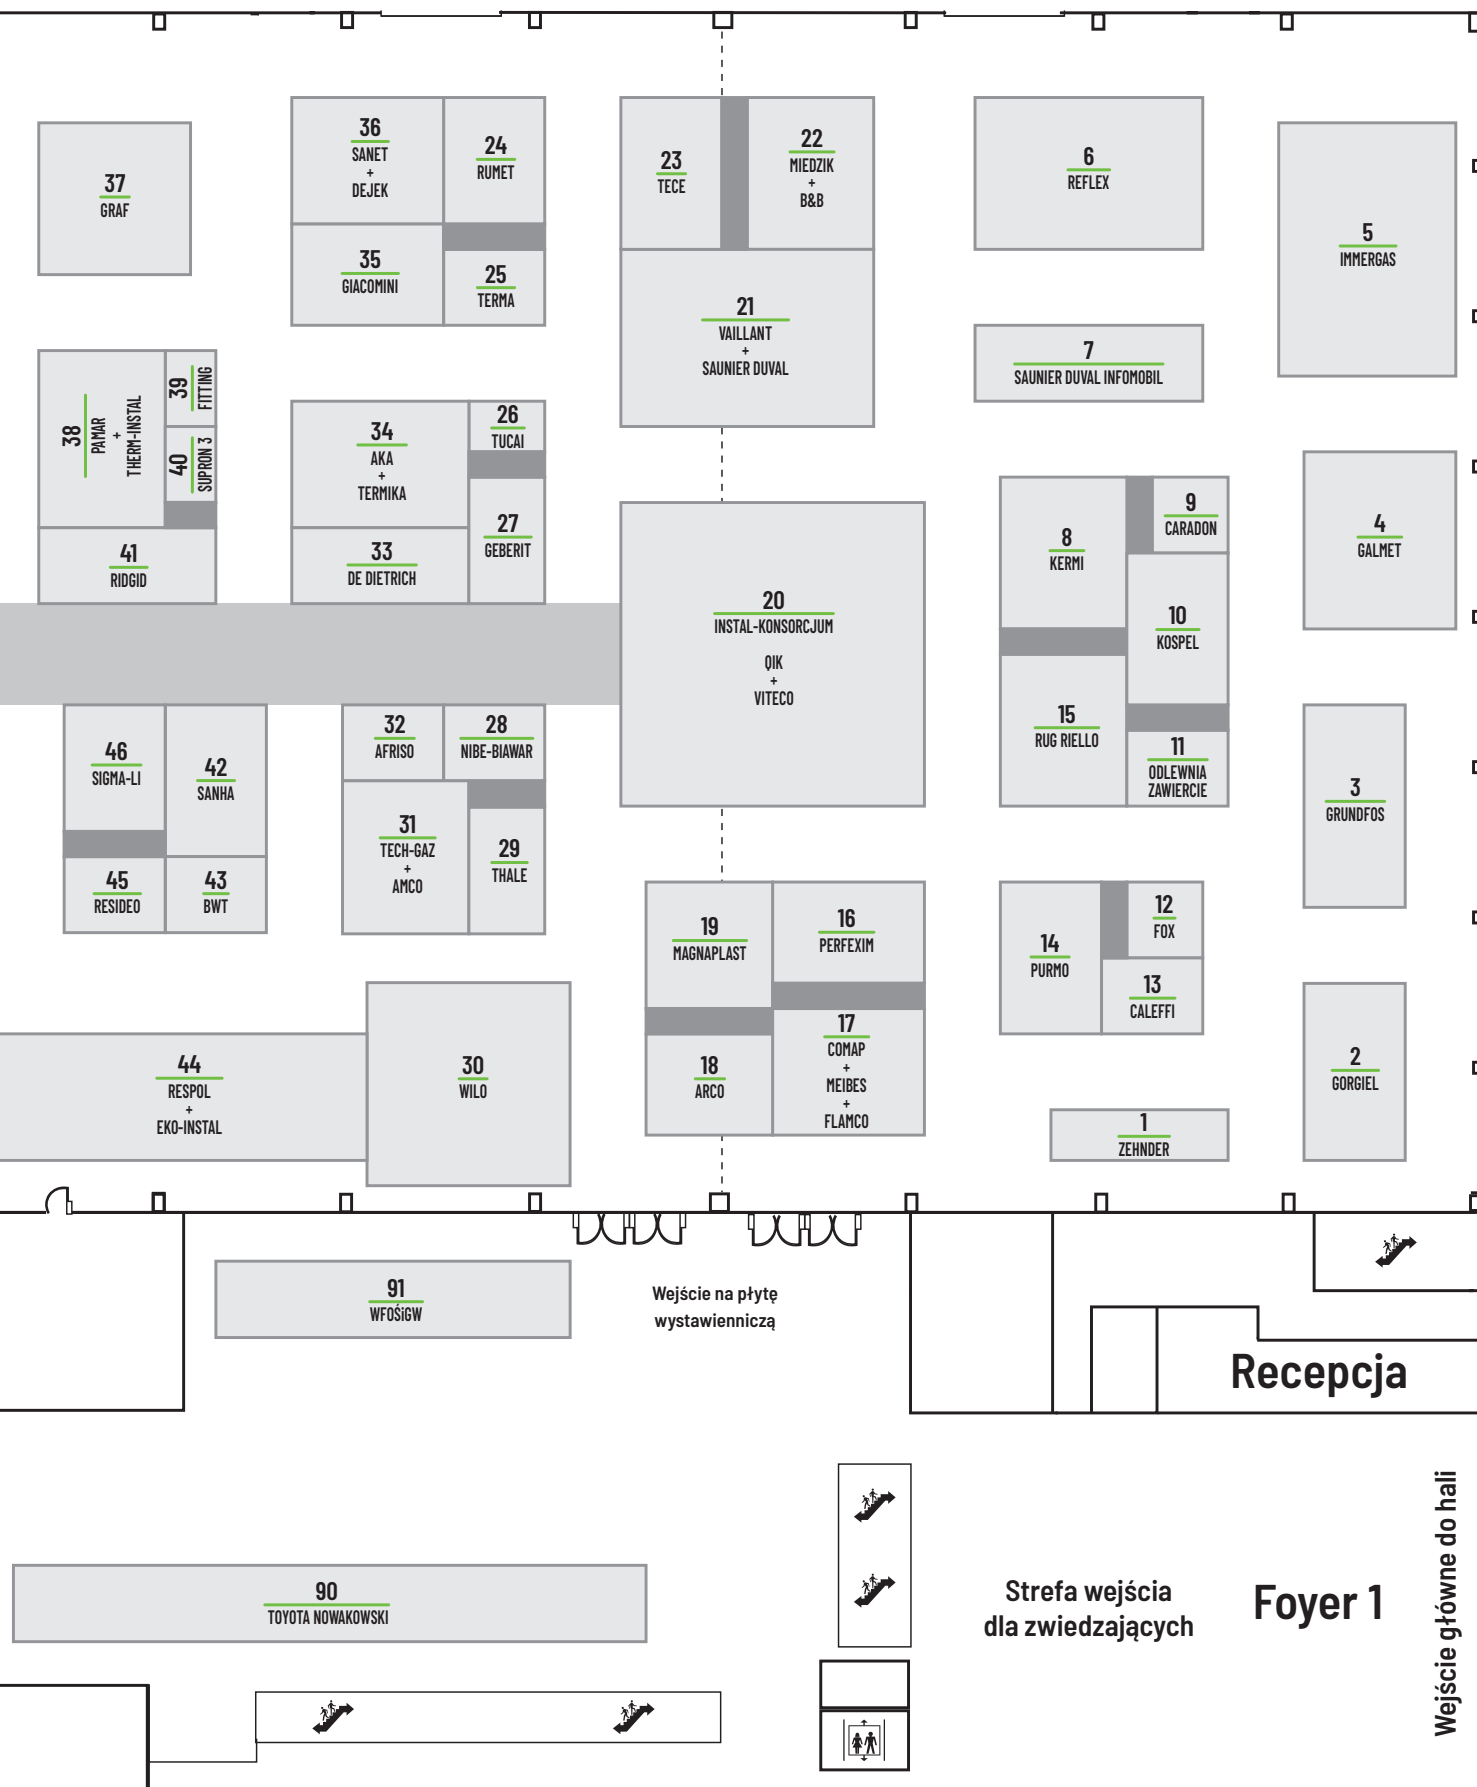 37
GRAF
36
SANET
+
DEJEK
24
RUMET
35
GIACOMINI
25
TERMA
23
TECE
22
MIEDZIK
+
B&B
21
VAILLANT
+
SAUNIER DUVAL
6
REFLEX
5
IMMERGAS
7
SAUNIER DUVAL INFOMOBIL
38
PAMAR
+
THERM-INSTAL
39
FITTING
40
SUPRON 3
41
RIDGID
34
AKA
+
TERMIKA
26
TUCAI
27
GEBERIT
33
DE DIETRICH
20
INSTAL-KONSORCJUM
QIK
+
VITECO
8
KERMI
9
CARADON
10
KOSPEL
15
RUG RIELLO
11
ODLEWNIA
ZAWIERCIE
4
GALMET
3
GRUNDFOS
46
SIGMA-LI
42
SANHA
45
RESIDEO
43
BWT
32
AFRISO
28
NIBE-BIAWAR
31
TECH-GAZ
+
AMCO
29
THALE
19
MAGNAPLAST
16
PERFEXIM
18
ARCO
17
COMAP
+
MEIBES
+
FLAMCO
14
PURMO
12
FOX
13
CALEFFI
2
GORGIEL
1
ZEHNDER
44
RESPOL
+
EKO-INSTAL
30
WILO
91
WFOŚiGW
Wejście na płytę
wystawienniczą
Recepcja
90
TOYOTA NOWAKOWSKI
Strefa wejścia
dla zwiedzających
Foyer 1
Wejście główne do hali